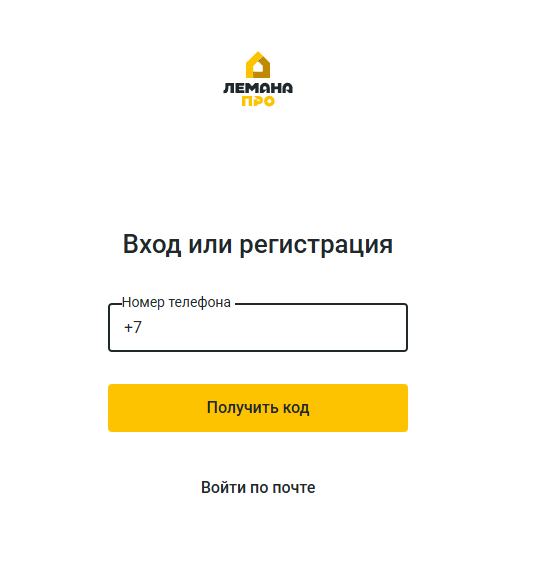 ЛЕМАНА
ПРО
Вход или регистрация
Номер телефона
+7
Получить код
Войти по почте